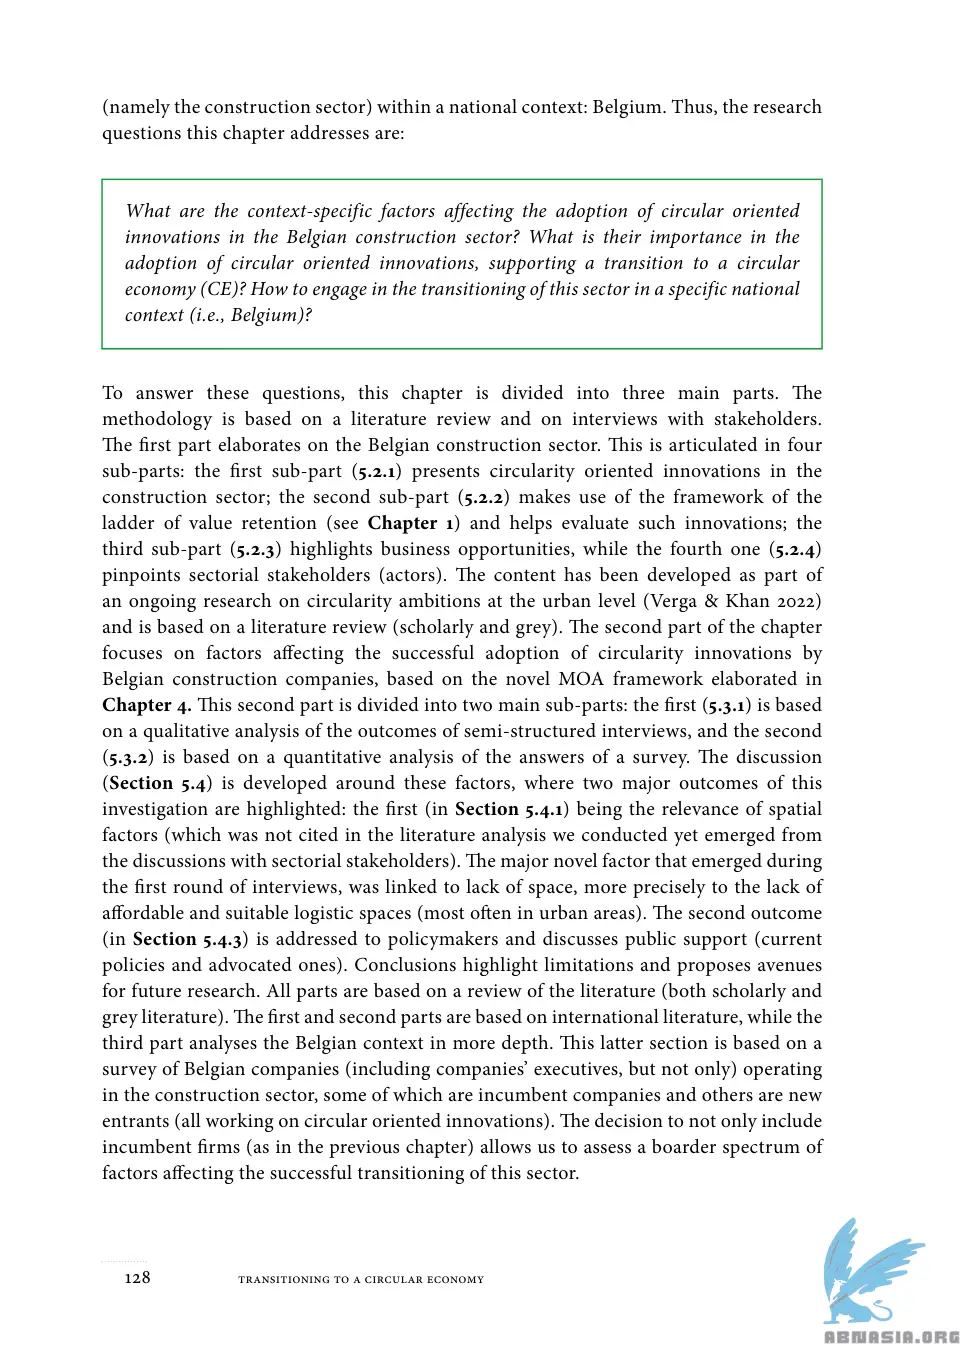 (namely the construction sector) within a national context: Belgium. Thus, the research
questions this chapter addresses are:
What are the context-specific factors affecting the adoption of circular oriented
innovations in the Belgian construction sector? What is their importance in the
adoption of circular oriented innovations, supporting a transition to a circular
economy (CE)? How to engage in the transitioning of this sector in a specific national
context (i.e., Belgium)?
To answer these questions, this chapter is divided into three main parts. The
methodology is based on a literature review and on interviews with stakeholders.
The first part elaborates on the Belgian construction sector. This is articulated in four
sub-parts: the first sub-part (5.2.1) presents circularity oriented innovations in the
construction sector; the second sub-part (5.2.2) makes use of the framework of the
ladder of value retention (see Chapter 1) and helps evaluate such innovations; the
third sub-part (5.2.3) highlights business opportunities, while the fourth one (5.2.4)
pinpoints sectorial stakeholders (actors). The content has been developed as part of
an ongoing research on circularity ambitions at the urban level (Verga & Khan 2022)
and is based on a literature review (scholarly and grey). The second part of the chapter
focuses on factors affecting the successful adoption of circularity innovations by
Belgian construction companies, based on the novel MOA framework elaborated in
Chapter 4. This second part is divided into two main sub-parts: the first (5.3.1) is based
on a qualitative analysis of the outcomes of semi-structured interviews, and the second
(5.3.2) is based on a quantitative analysis of the answers of a survey. The discussion
(Section 5.4) is developed around these factors, where two major outcomes of this
investigation are highlighted: the first (in Section 5.4.1) being the relevance of spatial
factors (which was not cited in the literature analysis we conducted yet emerged from
the discussions with sectorial stakeholders). The major novel factor that emerged during
the first round of interviews, was linked to lack of space, more precisely to the lack of
affordable and suitable logistic spaces (most often in urban areas). The second outcome
(in Section 5.4.3) is addressed to policymakers and discusses public support (current
policies and advocated ones). Conclusions highlight limitations and proposes avenues
for future research. All parts are based on a review of the literature (both scholarly and
grey literature). The first and second parts are based on international literature, while the
third part analyses the Belgian context in more depth. This latter section is based on a
survey of Belgian companies (including companies’ executives, but not only) operating
in the construction sector, some of which are incumbent companies and others are new
entrants (all working on circular oriented innovations). The decision to not only include
incumbent firms (as in the previous chapter) allows us to assess a boarder spectrum of
factors affecting the successful transitioning of this sector.
128 TRANSITIONING TO A CIRCULAR ECONOMY
ABNASIA.ORG